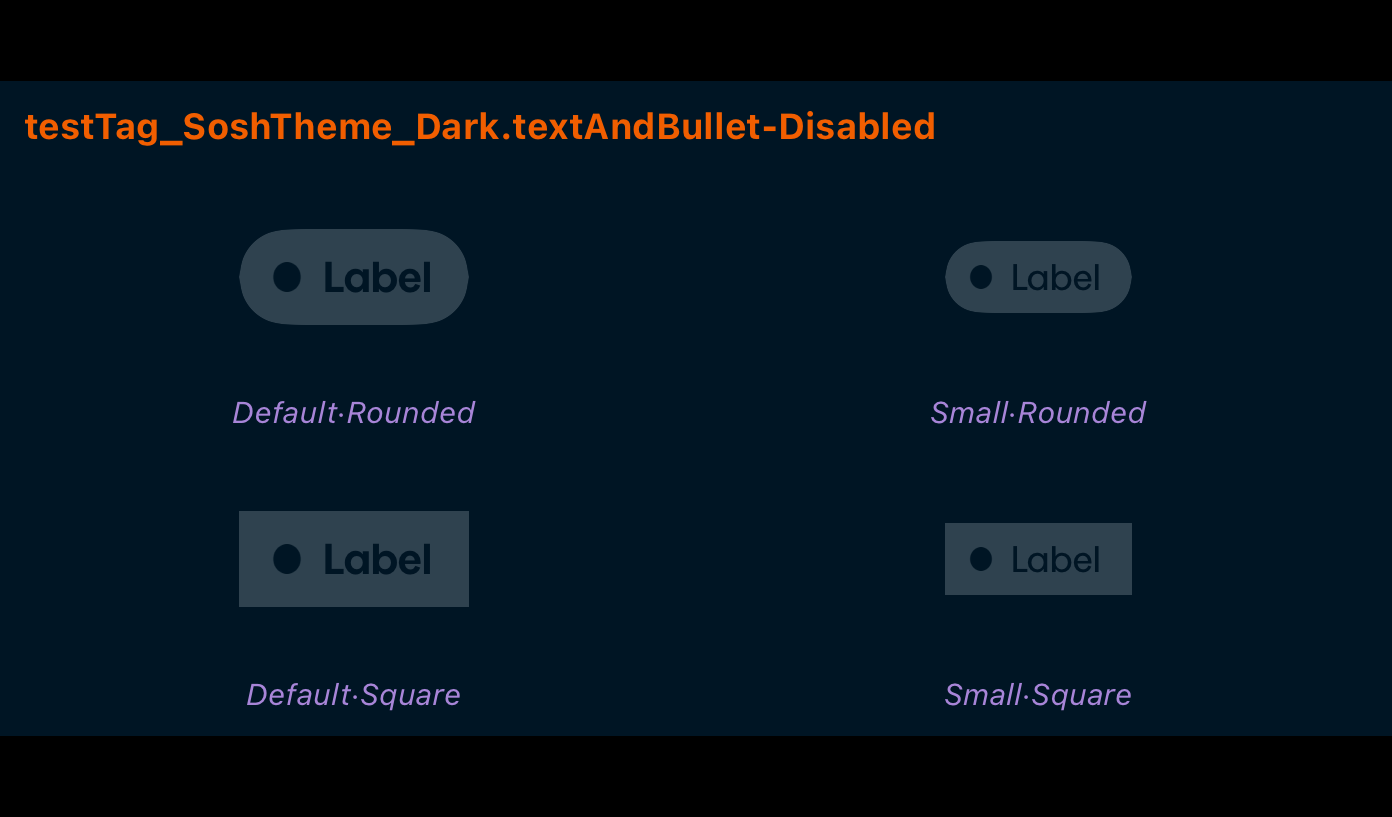 testTag_SoshTheme_Dark.textAndBullet-Disabled
Label
Label
Default·Rounded
Small·Rounded
Label
Label
Default·Square
Small·Square